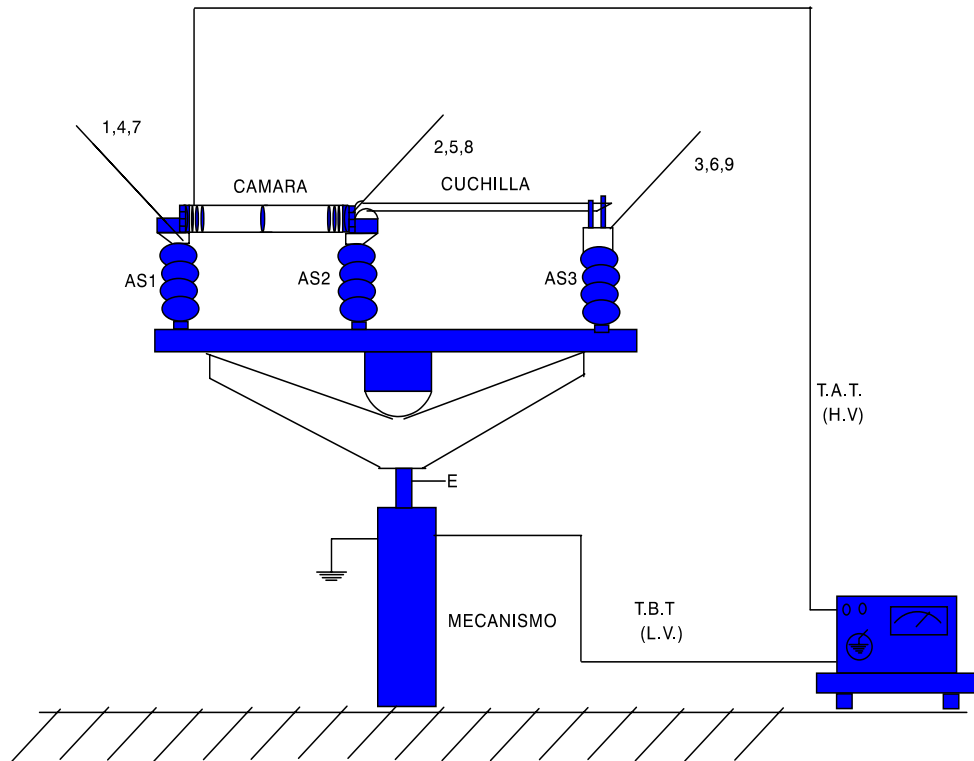 1,4,7
2,5,8
3,6,9
CAMARA
CUCHILLA
AS1
AS2
AS3
T.A.T.
(H.V)
E
T.B.T
(L.V.)
MECANISMO